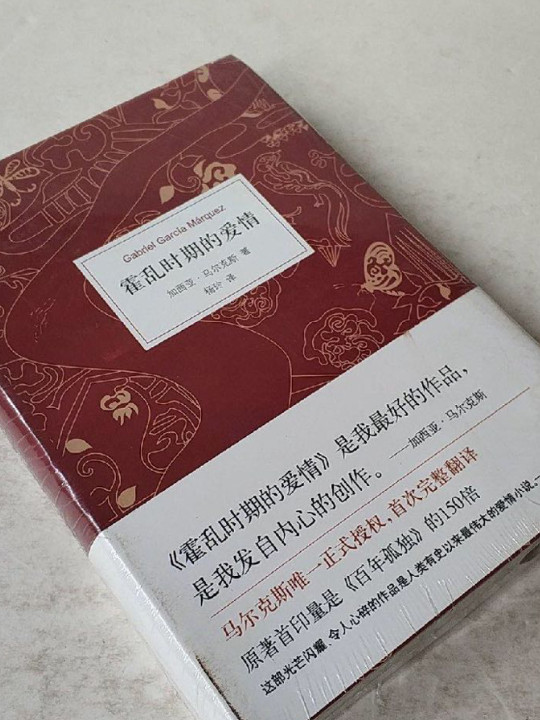 Gabriel García Márquez
霍乱时期的爱情
加西亚·马尔克斯 著
杨玲 译
《霍乱时期的爱情》是我最好的作品，
是我发自内心的创作。
——加西亚·马尔克斯
马尔克斯唯一正式授权，首次完整翻译
原著首印量是《百年孤独》的150倍
这部光芒闪耀、令人心碎的作品是人类有史以来最伟大的爱情小说。